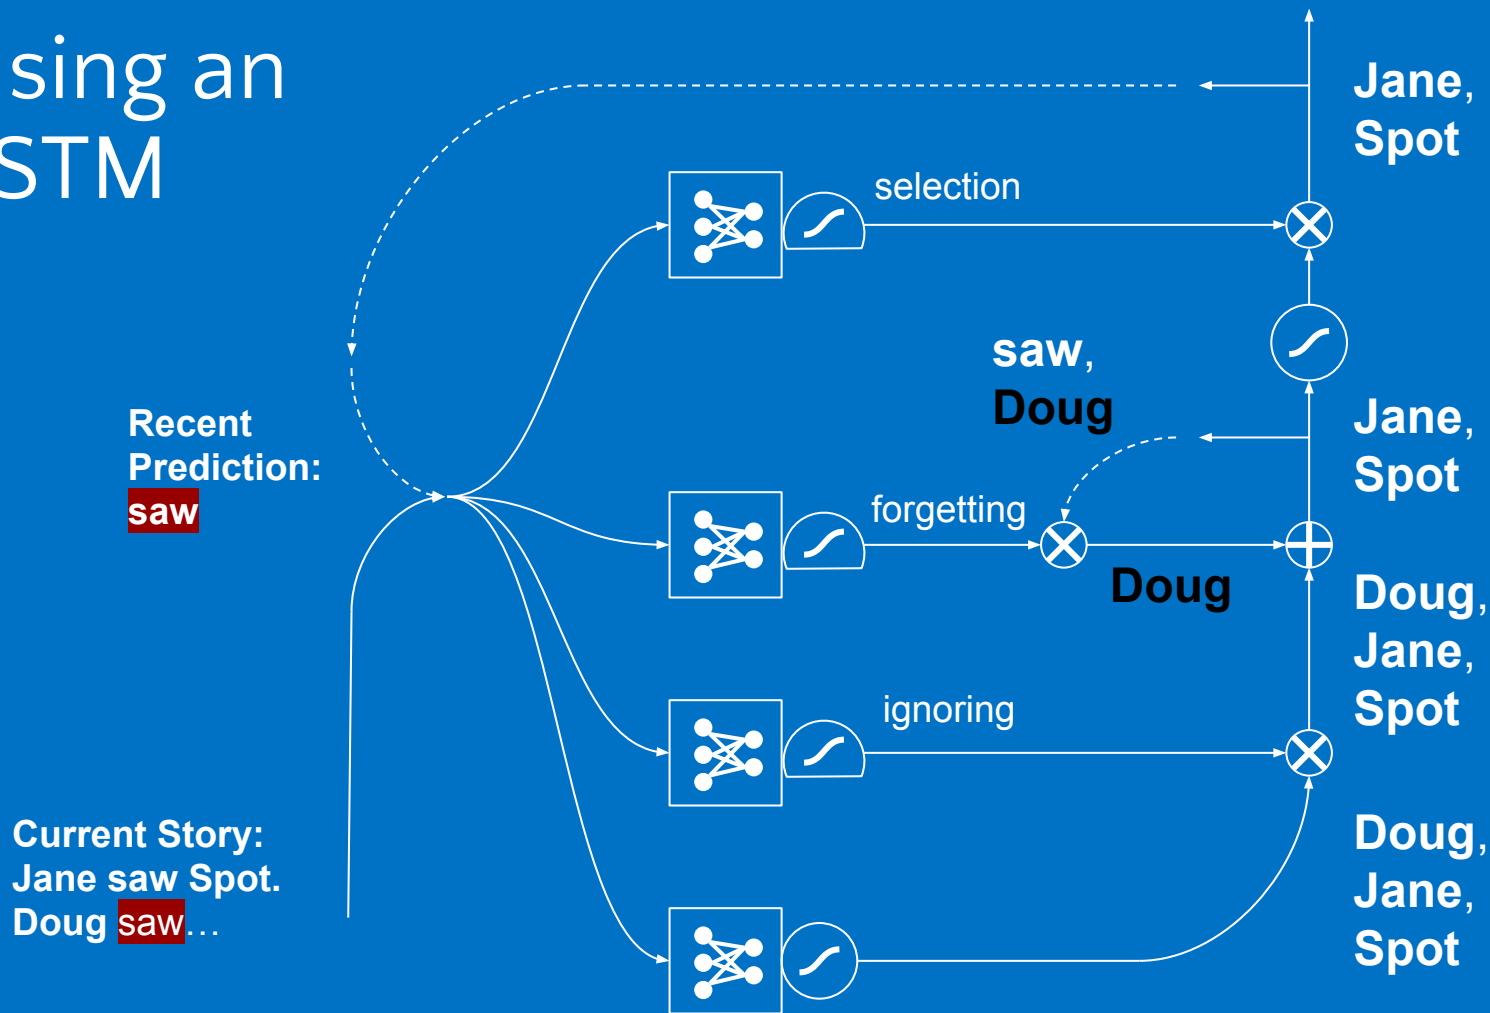 sing an
STM
Jane,
Spot
selection
saw,
Doug
Jane,
Spot
Recent
Prediction:
saw
forgetting
Doug
Doug,
Jane,
Spot
ignoring
Current Story:
Jane saw Spot.
Doug saw…
Doug,
Jane,
Spot